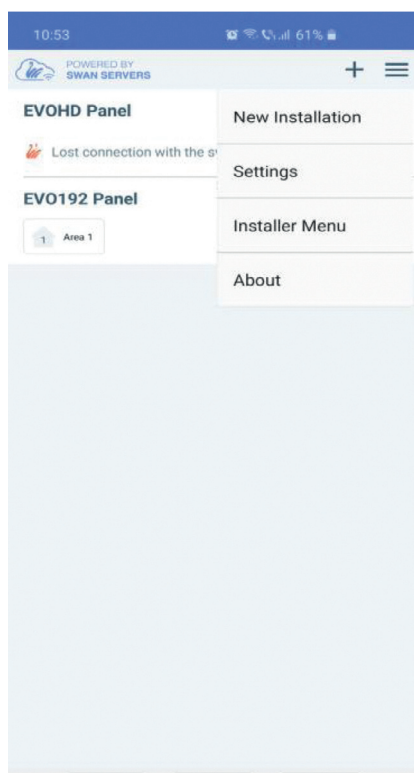 10:53
61%
POWERED BY
SWAN SERVERS
EVOHD Panel
Lost connection with the
EVO192 Panel
1 Area 1
New Installation
Settings
Installer Menu
About